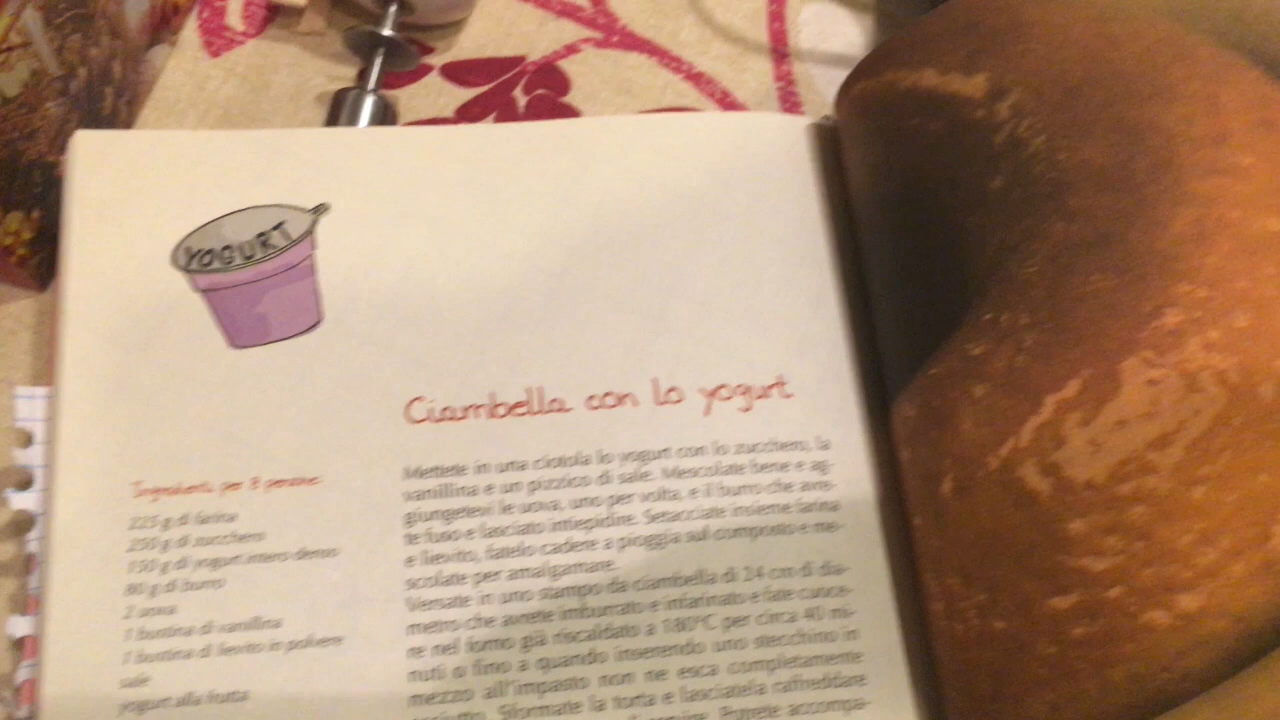 YOGURT
Ciambella con lo yogurt
Ingredienti per 8 persone
225 g di farina
250 g di zucchero
150 g di yogurt intero denso
80 g di burro
2 uova
1 bustina di vanillina
1 bustina di lievito in polvere
sale
yogurt alla frutta
Mettete in una ciotola lo yogurt con lo zucchero, la
vanillina e un pizzico di sale. Mescolate bene e ag-
giungetevi le uova, uno per volta, e il burro che avre-
te fuso e lasciato intiepidire. Setacciate insieme farina
e lievito, fatelo cadere a pioggia sul composto e me-
scolate per amalgamare.
Versate in uno stampo da ciambella di 24 cm di dia-
metro che avrete imburrato e infarinato e fate cuoce-
re nel forno già riscaldato a 180°C per circa 40 mi-
nuti o fino a quando inserendo uno stecchino in
mezzo all'impasto non ne esca completamente
asciutto. Sformate la torta e lasciatela raffreddare
servire. Potrete accompa-